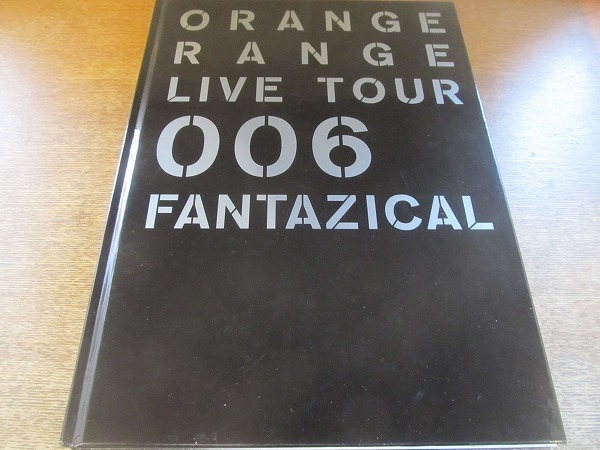 ORANGE
RANGE
LIVE TOUR
006
FANTAZICAL